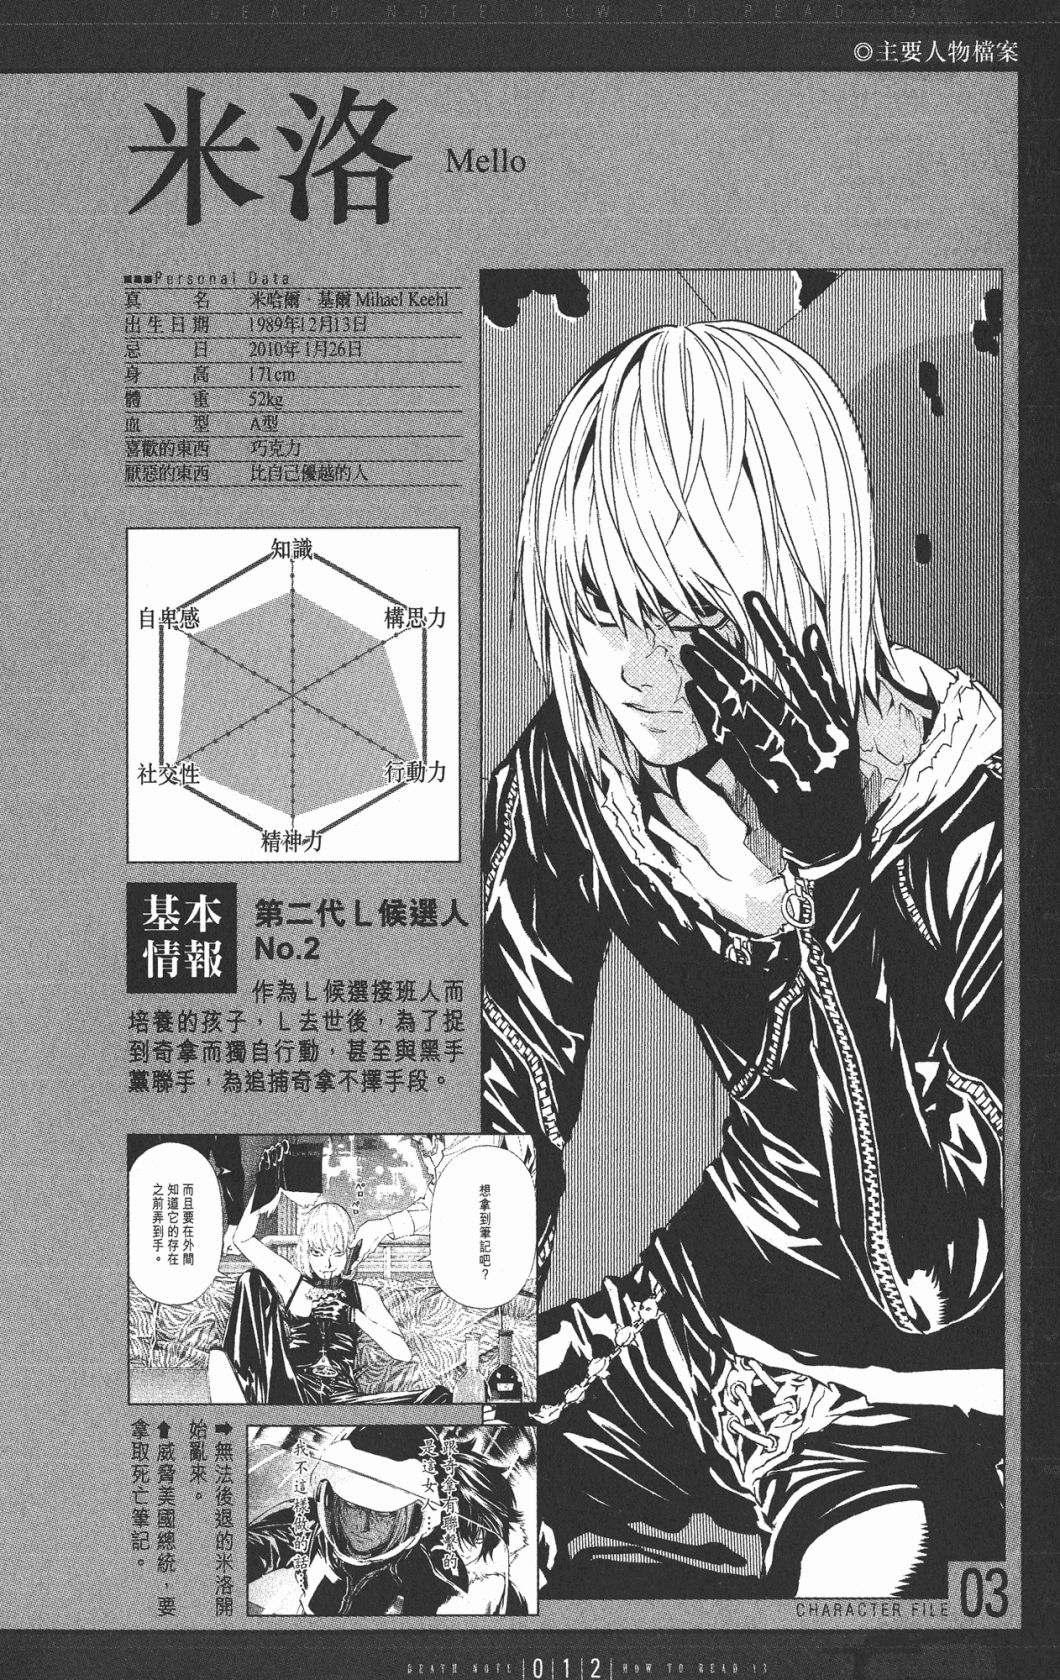 DEATH NOTE HOW TO READ 13
◎主要人物檔案
米洛
Mello
■■■Personal Data
真名 米哈爾·基爾 Mihael Keehl
出生日期 1989年12月13日
忌日 2010年1月26日
身高 171cm
體重 52kg
血型 A型
喜歡的東西 巧克力
厭惡的東西 比自己優越的人
知識
構思力
行動力
精神力
社交性
自卑感
基本
情報
第二代L候選人
No.2
作為L候選接班人而
培養的孩子，L去世後，為了捉
到奇拿而獨自行動，甚至與黑手
黨聯手，為追捕奇拿不擇手段。
想拿到筆記吧？
ペロペロ
而且要在外間
知道它的存在
之前弄到手。
➡無法後退的米洛開
始亂來。
⬆威脅美國總統，要
拿取死亡筆記。
跟奇拿有聯繫的
是這女人…
我不這樣做的話…
CHARACTER FILE 03
DEATH NOTE |0|1|2| HOW TO READ 13